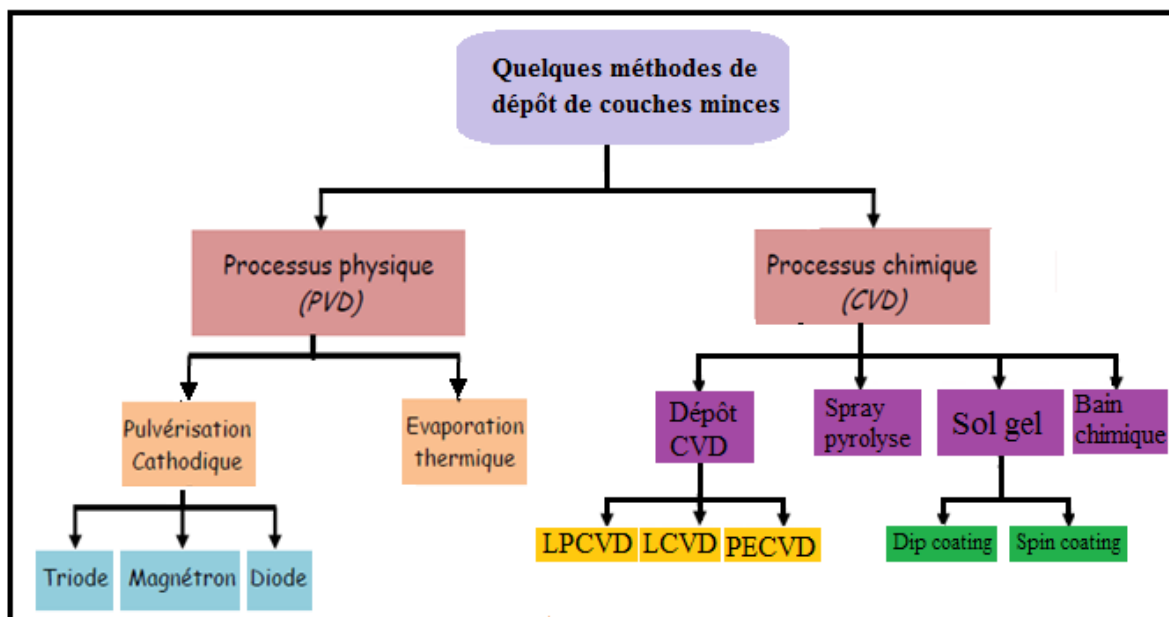 Quelques méthodes de
dépôt de couches minces
Processus physique
(PVD)
Processus chimique
(CVD)
Pulvérisation
Cathodique
Evaporation
thermique
Dépôt
CVD
Spray
pyrolyse
Sol gel
Bain
chimique
Triode
Magnétron
Diode
LPCVD
LCVD
PECVD
Dip coating
Spin coating